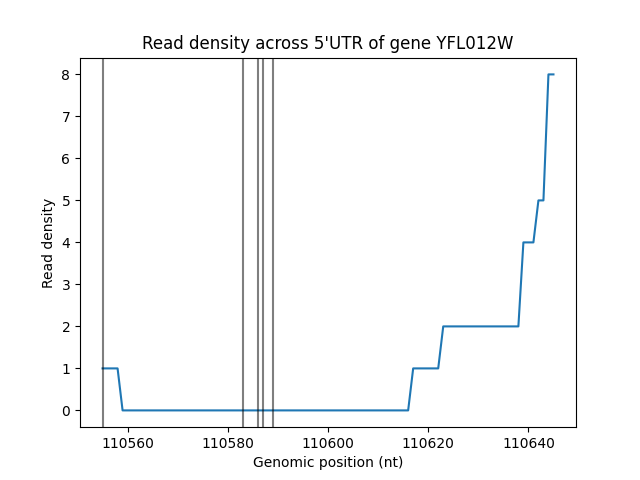 Read density across 5'UTR of gene YFL012W
8
7
6
5
4
3
2
1
0
Read density
110560 110580 110600 110620 110640
Genomic position (nt)